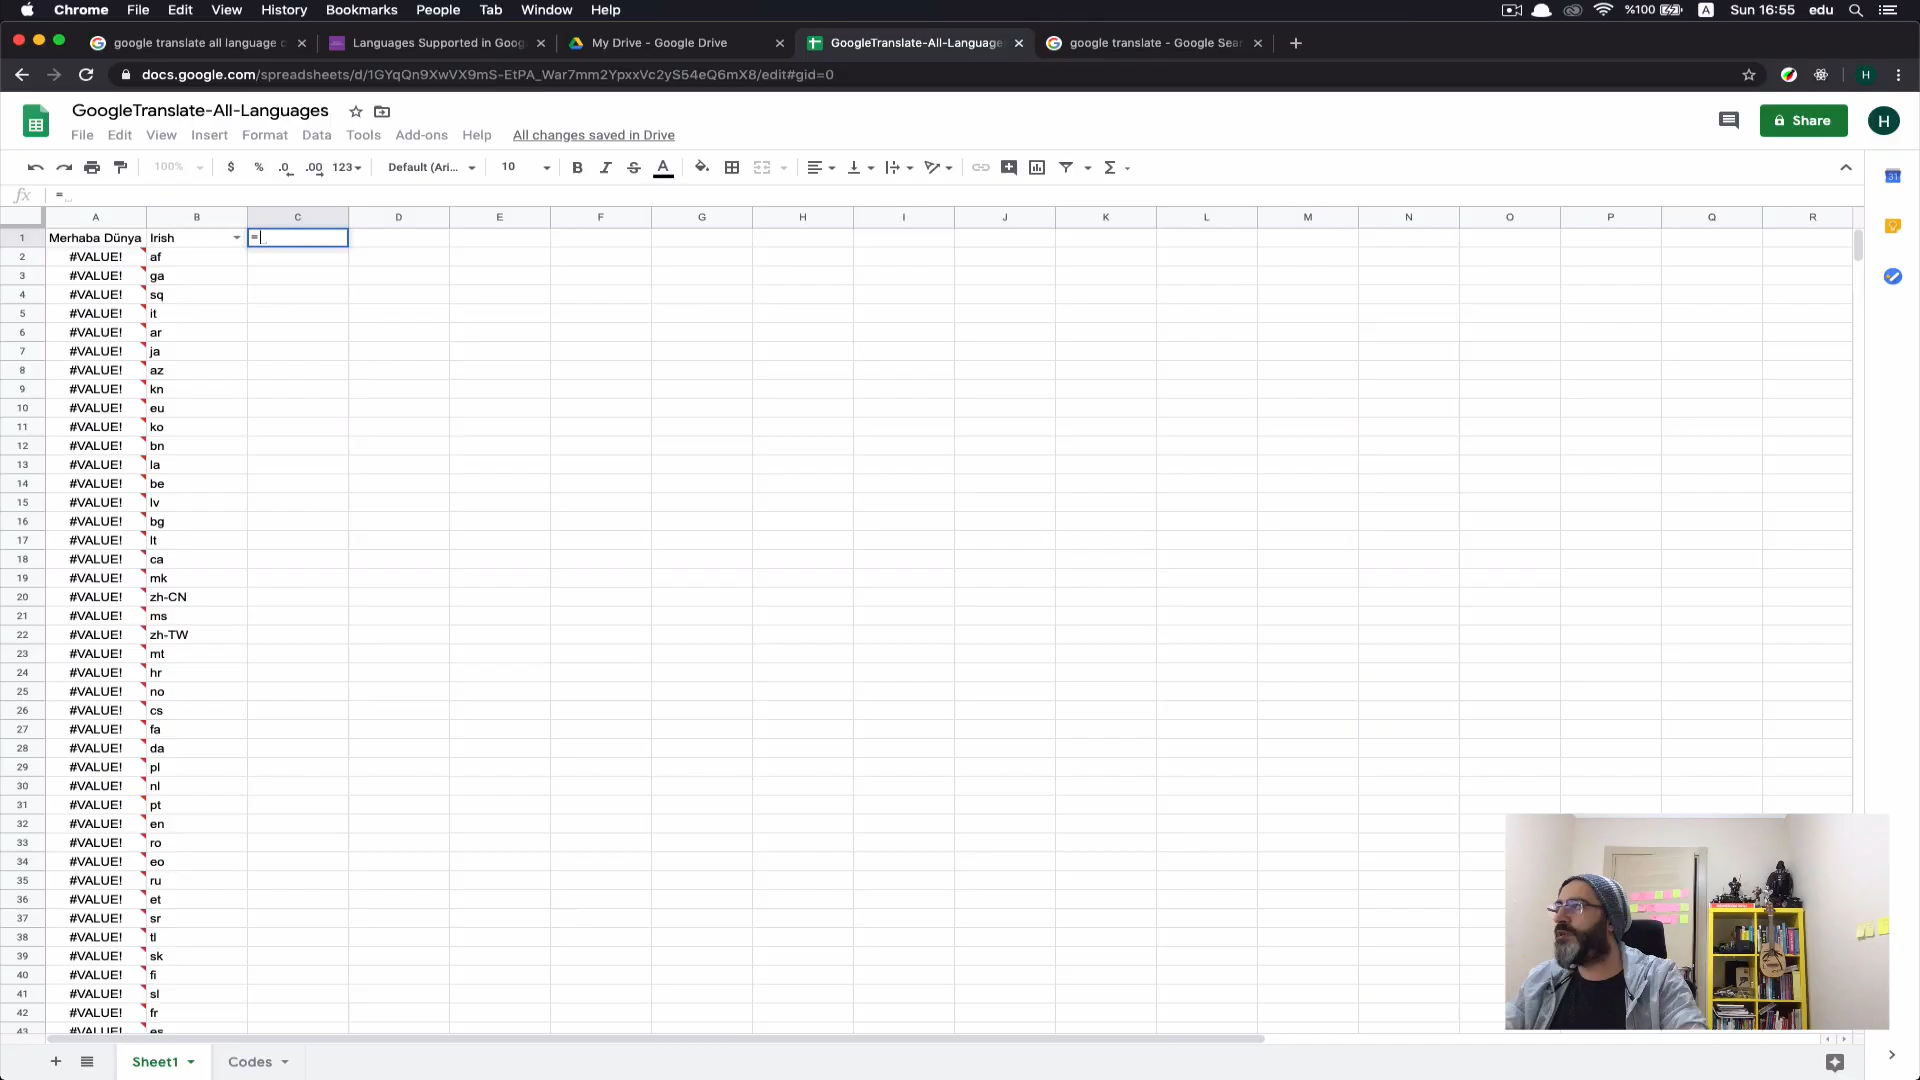 Chrome File Edit View History Bookmarks People Tab Window Help
%100 A Sun 16:55 edu
google translate all language
Languages Supported in Goog
My Drive - Google Drive
GoogleTranslate-All-Languages
google translate - Google Sear
docs.google.com/spreadsheets/d/1GYqQn9XwVX9mS-EtPA_War7mm2YpxxVc2yS54eQ6mX8/edit#gid=0
H
GoogleTranslate-All-Languages
Share
H
File Edit View Insert Format Data Tools Add-ons Help All changes saved in Drive
100% $ % .0 .00 123 Default (Ari... 10 B I S A Σ
31
fx =
A B C D E F G H I J K L M N O P Q R
1 Merhaba Dünya Irish =
2 #VALUE! af
3 #VALUE! ga
4 #VALUE! sq
5 #VALUE! it
6 #VALUE! ar
7 #VALUE! ja
8 #VALUE! az
9 #VALUE! kn
10 #VALUE! eu
11 #VALUE! ko
12 #VALUE! bn
13 #VALUE! la
14 #VALUE! be
15 #VALUE! lv
16 #VALUE! bg
17 #VALUE! lt
18 #VALUE! ca
19 #VALUE! mk
20 #VALUE! zh-CN
21 #VALUE! ms
22 #VALUE! zh-TW
23 #VALUE! mt
24 #VALUE! hr
25 #VALUE! no
26 #VALUE! cs
27 #VALUE! fa
28 #VALUE! da
29 #VALUE! pl
30 #VALUE! nl
31 #VALUE! pt
32 #VALUE! en
33 #VALUE! ro
34 #VALUE! eo
35 #VALUE! ru
36 #VALUE! et
37 #VALUE! sr
38 #VALUE! tl
39 #VALUE! sk
40 #VALUE! fi
41 #VALUE! sl
42 #VALUE! fr
43 #VALUE! es
Sheet1 Codes